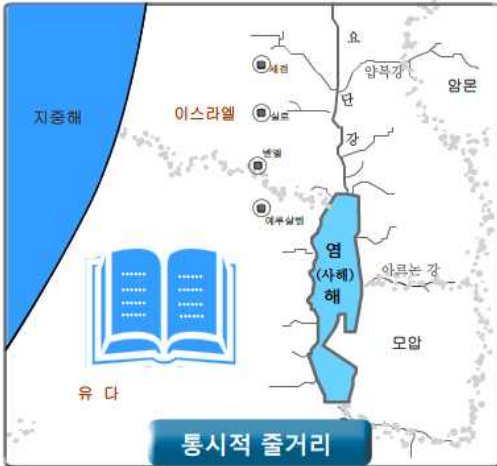 요
세겜
얍복강
암몬
지중해
이스라엘
실로
단
강
벧엘
예루살렘
염
(사해)
해
아르논 강
모압
유 다
통시적 줄거리